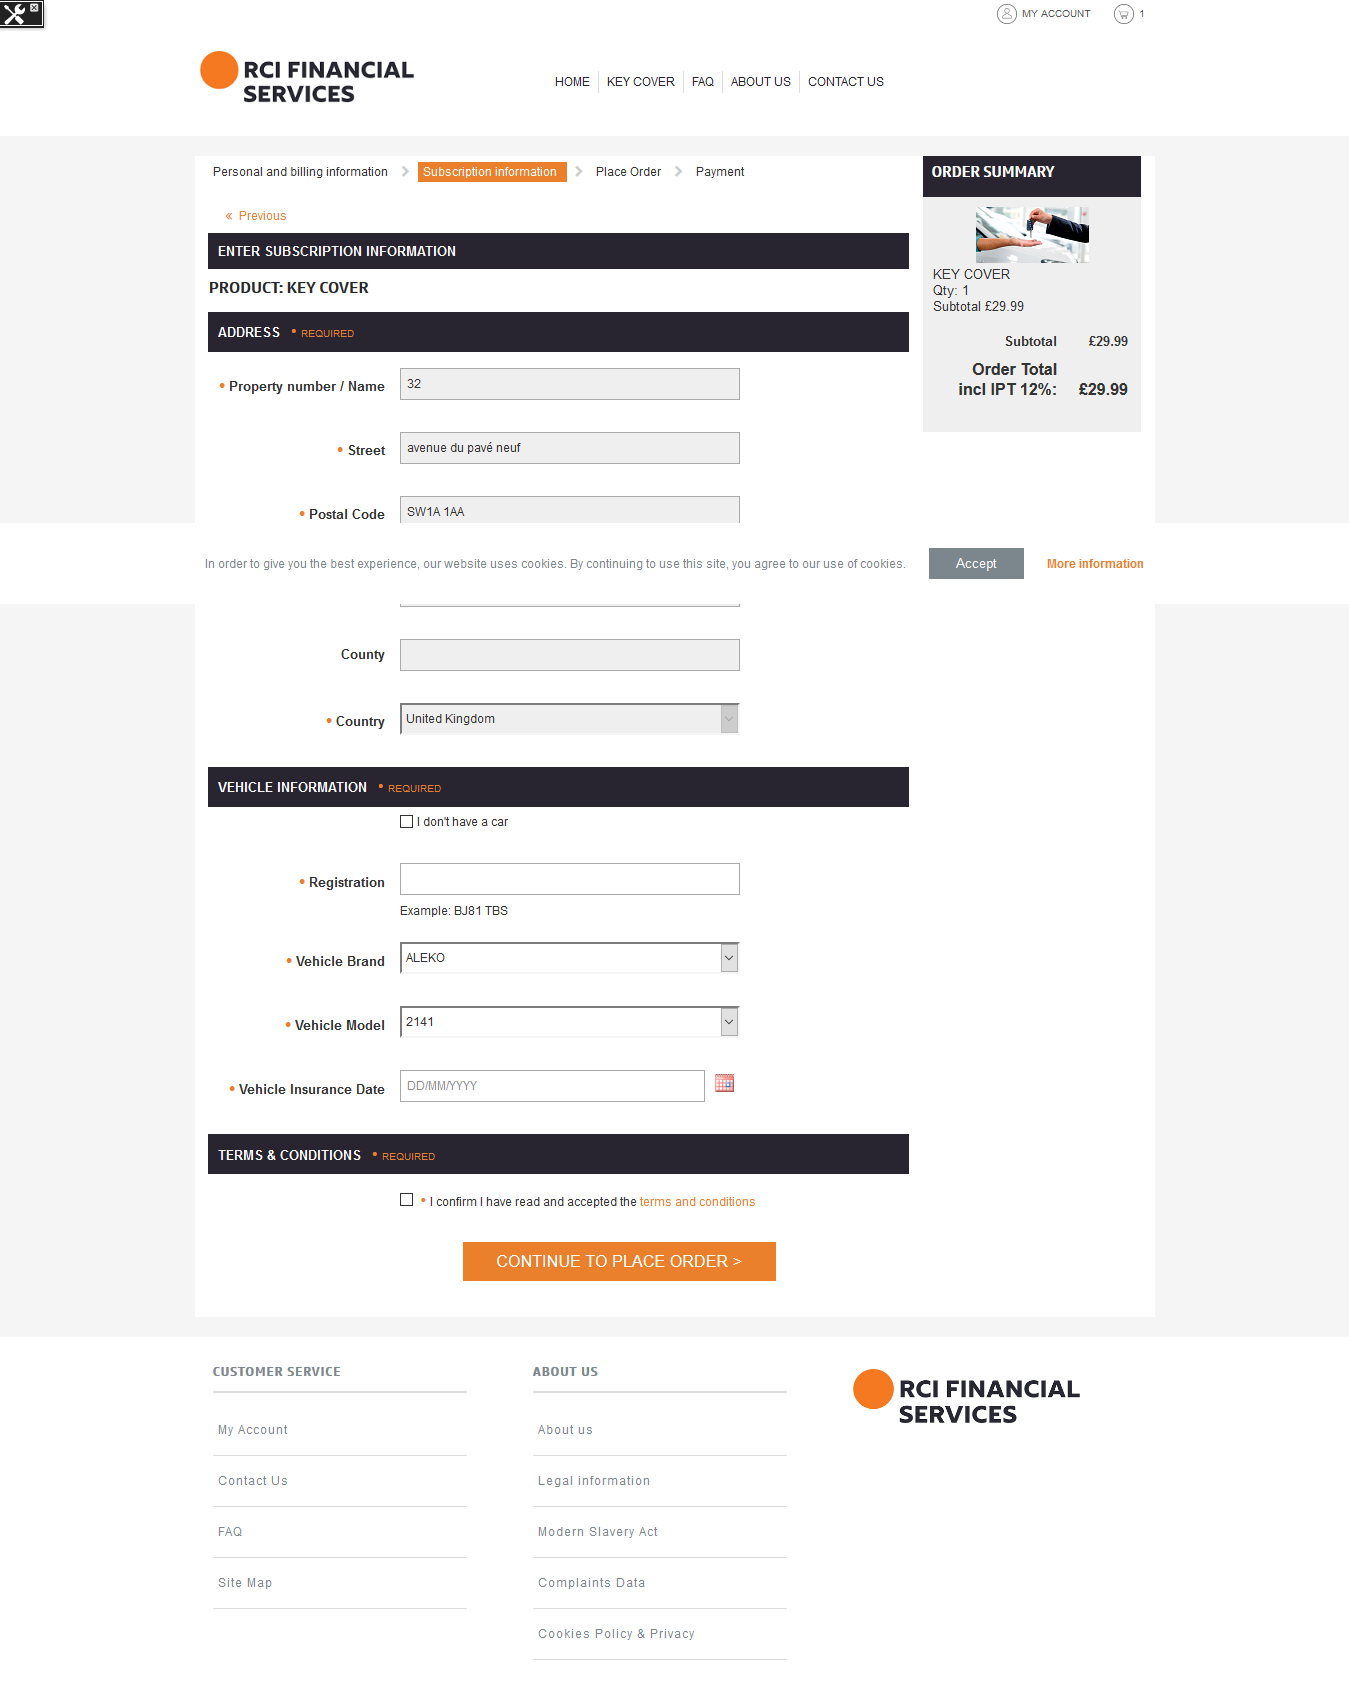 MY ACCOUNT
1
RCI FINANCIAL
SERVICES
HOME
KEY COVER
FAQ
ABOUT US
CONTACT US
Personal and billing information
Subscription information
Place Order
Payment
« Previous
ENTER SUBSCRIPTION INFORMATION
PRODUCT: KEY COVER
ADDRESS • REQUIRED
• Property number / Name
32
• Street
avenue du pavé neuf
• Postal Code
SW1A 1AA
ORDER SUMMARY
KEY COVER
Qty: 1
Subtotal £29.99
Subtotal £29.99
Order Total
incl IPT 12%: £29.99
In order to give you the best experience, our website uses cookies. By continuing to use this site, you agree to our use of cookies.
Accept
More information
County
• Country
United Kingdom
VEHICLE INFORMATION • REQUIRED
I don't have a car
• Registration
Example: BJ81 TBS
• Vehicle Brand
ALEKO
• Vehicle Model
2141
• Vehicle Insurance Date
DD/MM/YYYY
TERMS & CONDITIONS • REQUIRED
• I confirm I have read and accepted the terms and conditions
CONTINUE TO PLACE ORDER >
CUSTOMER SERVICE
My Account
Contact Us
FAQ
Site Map
ABOUT US
About us
Legal information
Modern Slavery Act
Complaints Data
Cookies Policy & Privacy
RCI FINANCIAL
SERVICES